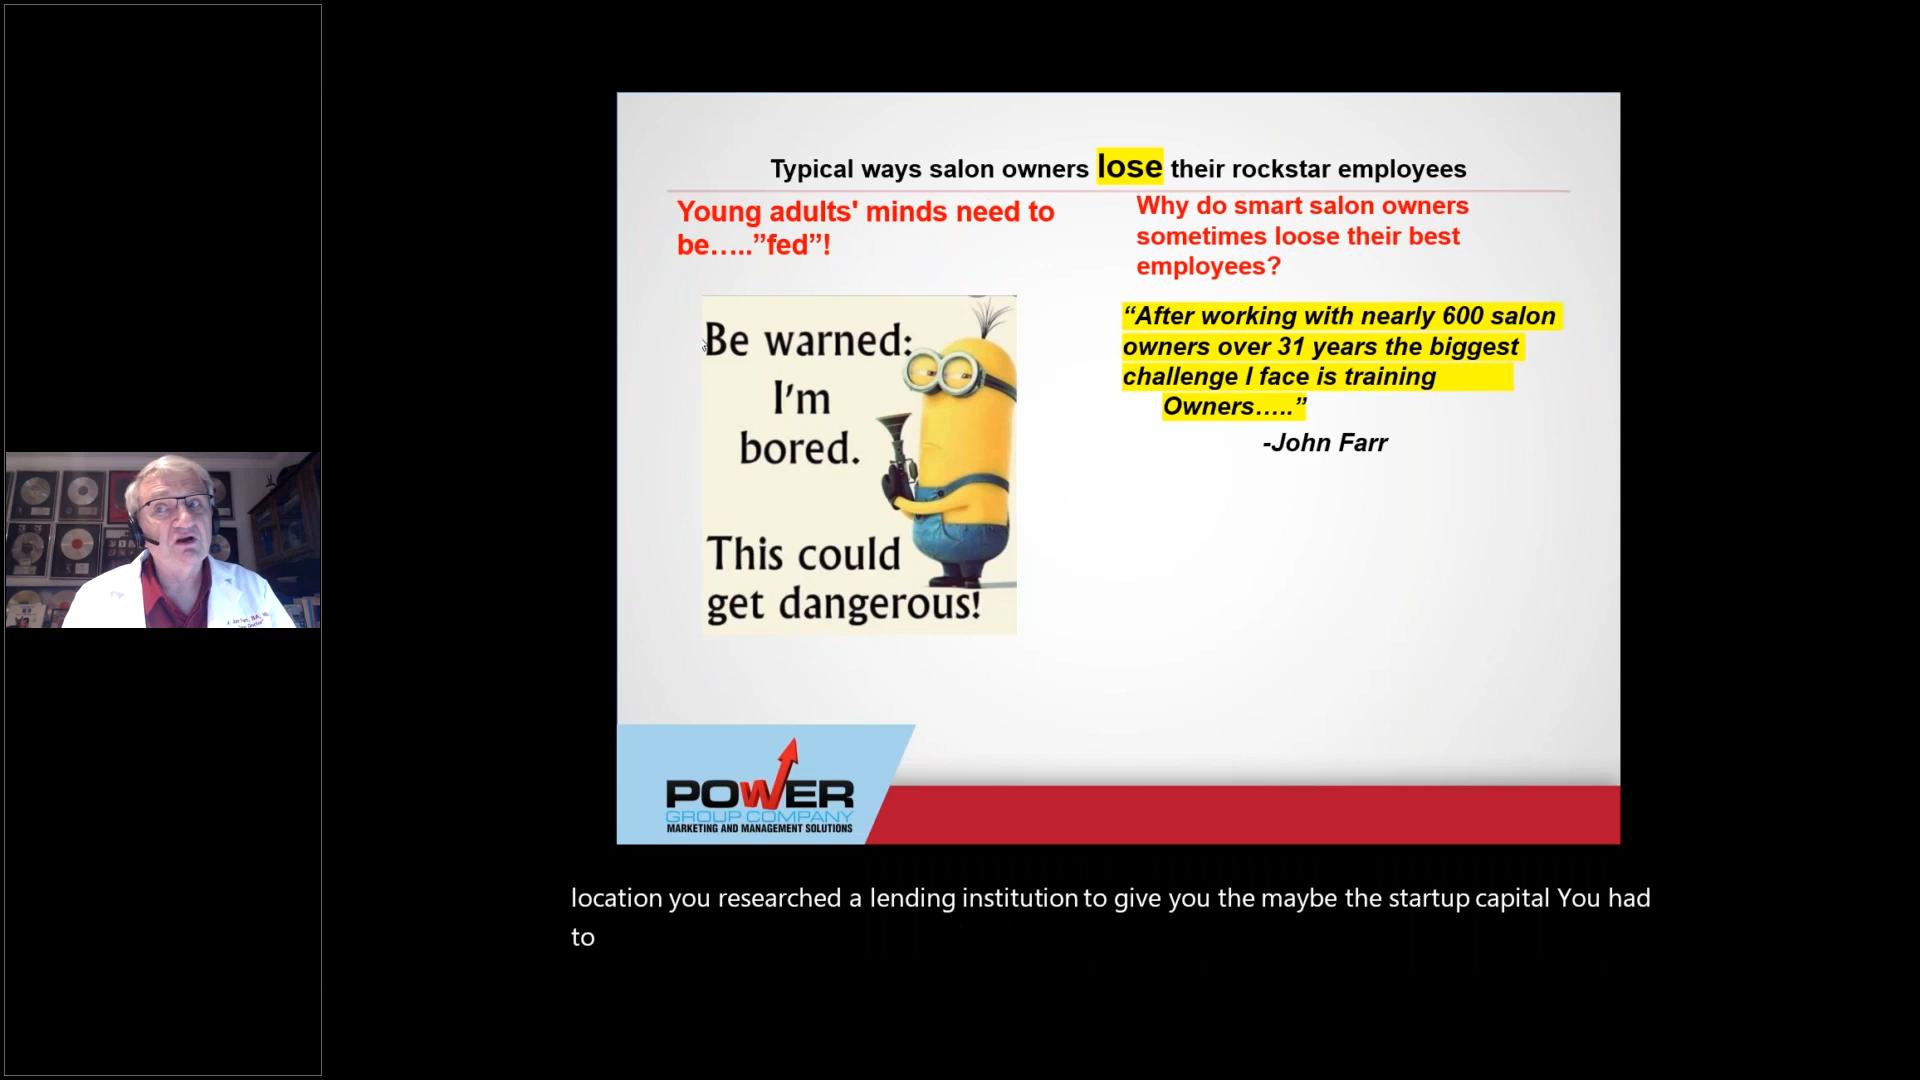 Typical ways salon owners lose their rockstar employees
Young adults' minds need to
be…..”fed”!
Be warned:
I'm
bored.
This could
get dangerous!
Why do smart salon owners
sometimes loose their best
employees?
“After working with nearly 600 salon
owners over 31 years the biggest
challenge I face is training
Owners…..”
-John Farr
POWER
GROUP COMPANY
MARKETING AND MANAGEMENT SOLUTIONS
location you researched a lending institution to give you the maybe the startup capital You had
to